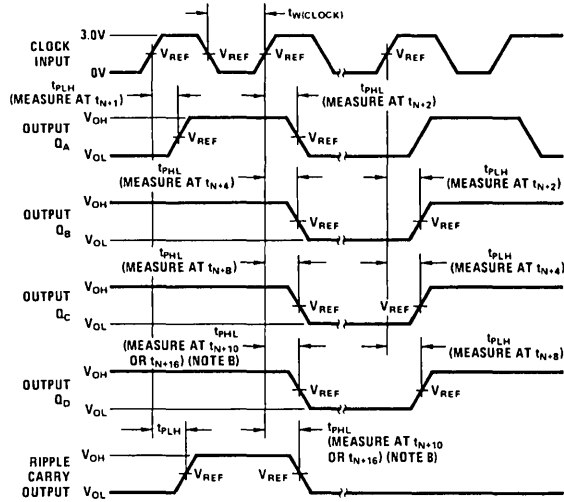 tW(CLOCK)
3.0V
CLOCK
INPUT
VREF VREF VREF VREF
0V
tPLH
(MEASURE AT tN+1)
tPHL
(MEASURE AT tN+2)
VOH
OUTPUT
QA
VREF VREF
VOL
tPHL
(MEASURE AT tN+4)
tPLH
(MEASURE AT tN+2)
VOH
OUTPUT
QB
VREF VREF
VOL
tPHL
(MEASURE AT tN+8)
tPLH
(MEASURE AT tN+4)
VOH
OUTPUT
QC
VREF VREF
VOL
tPHL
(MEASURE AT tN+10
OR tN+16) (NOTE B)
tPLH
(MEASURE AT tN+8)
VOH
OUTPUT
QD
VREF VREF
VOL
tPLH
tPHL
(MEASURE AT tN+10
OR tN+16) (NOTE B)
VOH
RIPPLE
CARRY
OUTPUT
VREF VREF
VOL